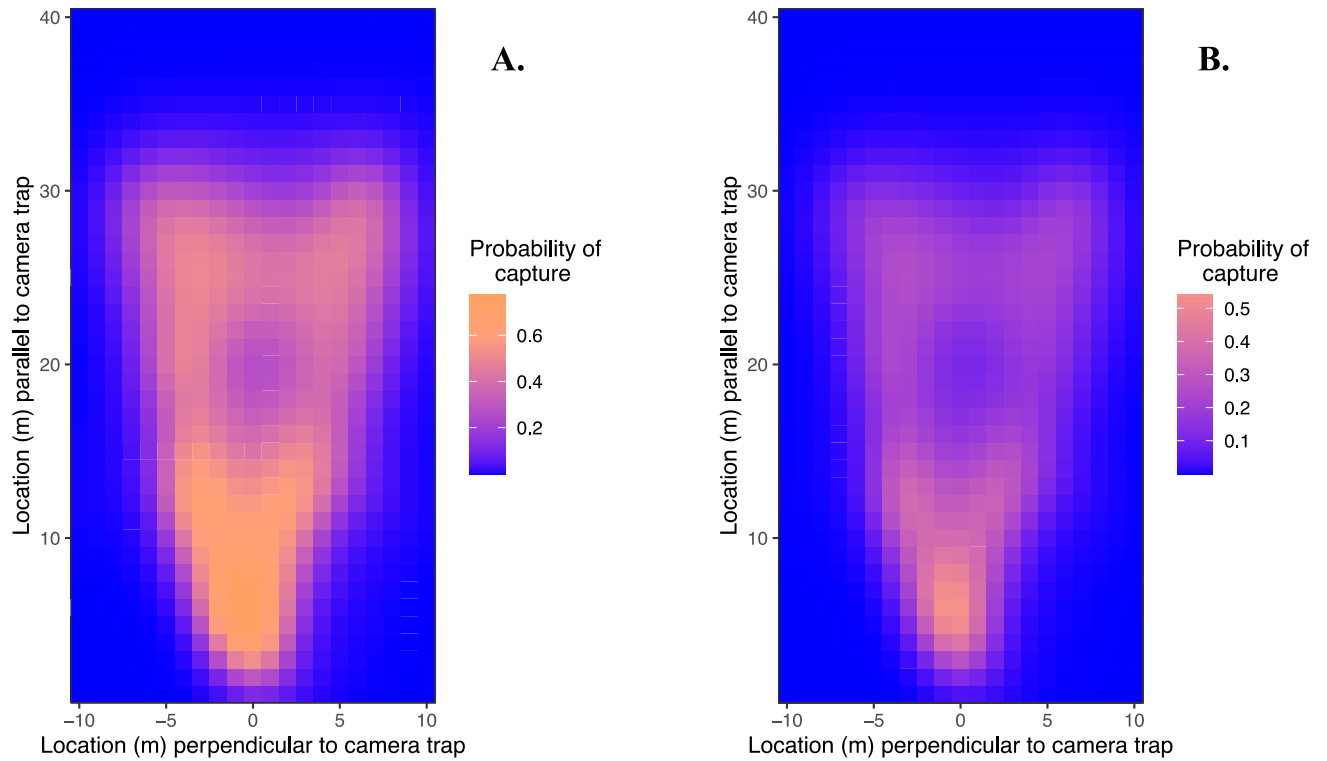 A.
40
30
20
10
−10
−5
0
5
10
Location (m) parallel to camera trap
Location (m) perpendicular to camera trap
Probability of
capture
0.6
0.4
0.2
B.
40
30
20
10
−10
−5
0
5
10
Location (m) parallel to camera trap
Location (m) perpendicular to camera trap
Probability of
capture
0.5
0.4
0.3
0.2
0.1